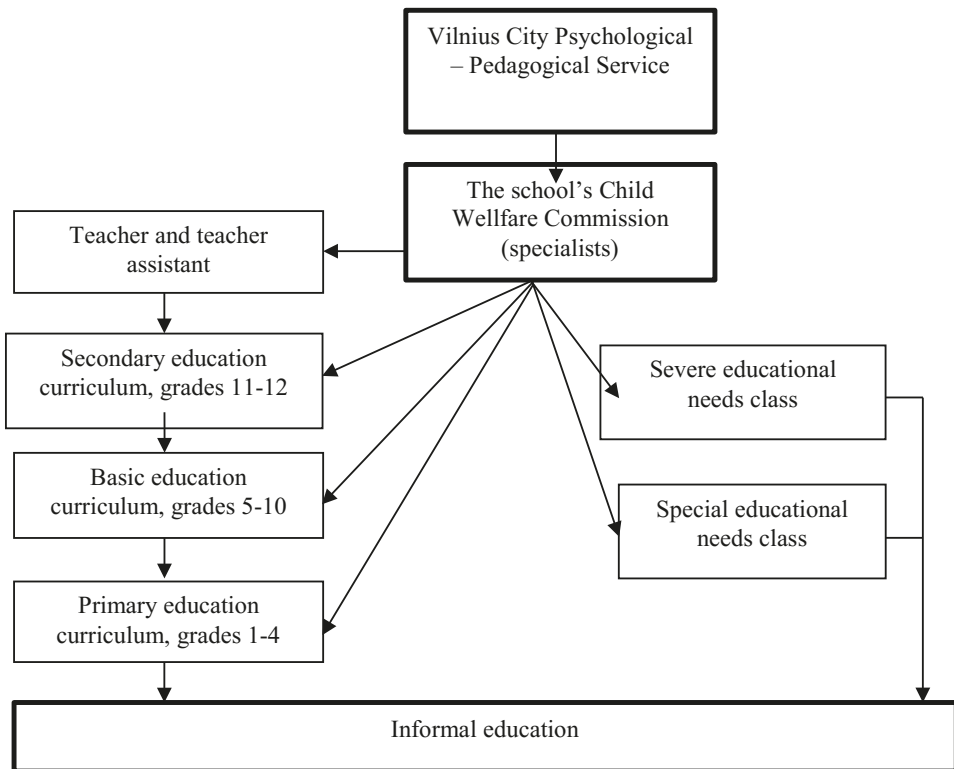 Vilnius City Psychological
– Pedagogical Service
The school’s Child
Wellfare Commission
(specialists)
Teacher and teacher
assistant
Secondary education
curriculum, grades 11-12
Severe educational
needs class
Basic education
curriculum, grades 5-10
Special educational
needs class
Primary education
curriculum, grades 1-4
Informal education